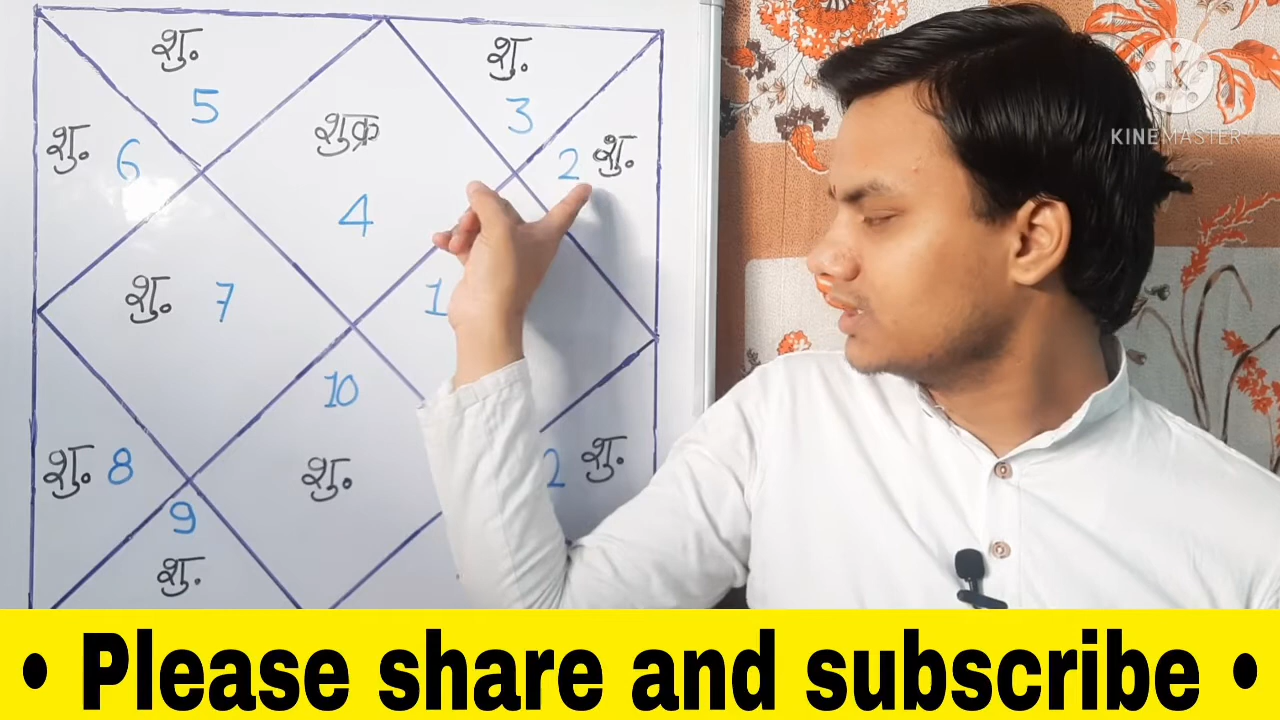 शु.
शु.
5
शुक्र
3
शु. 6
2 शु.
4
शु. 7
1
10
शु. 8
शु.
2 शु.
9
शु.
KINEMASTER
• Please share and subscribe •